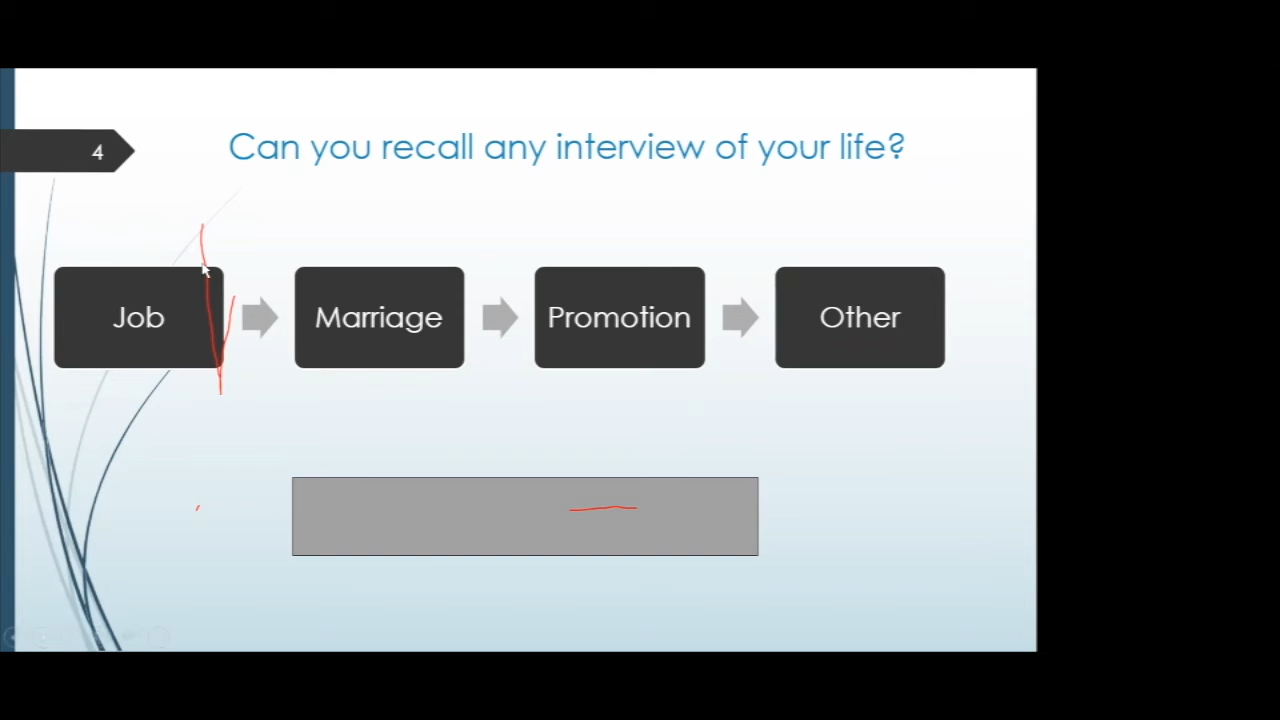 4
Can you recall any interview of your life?
Job
Marriage
Promotion
Other